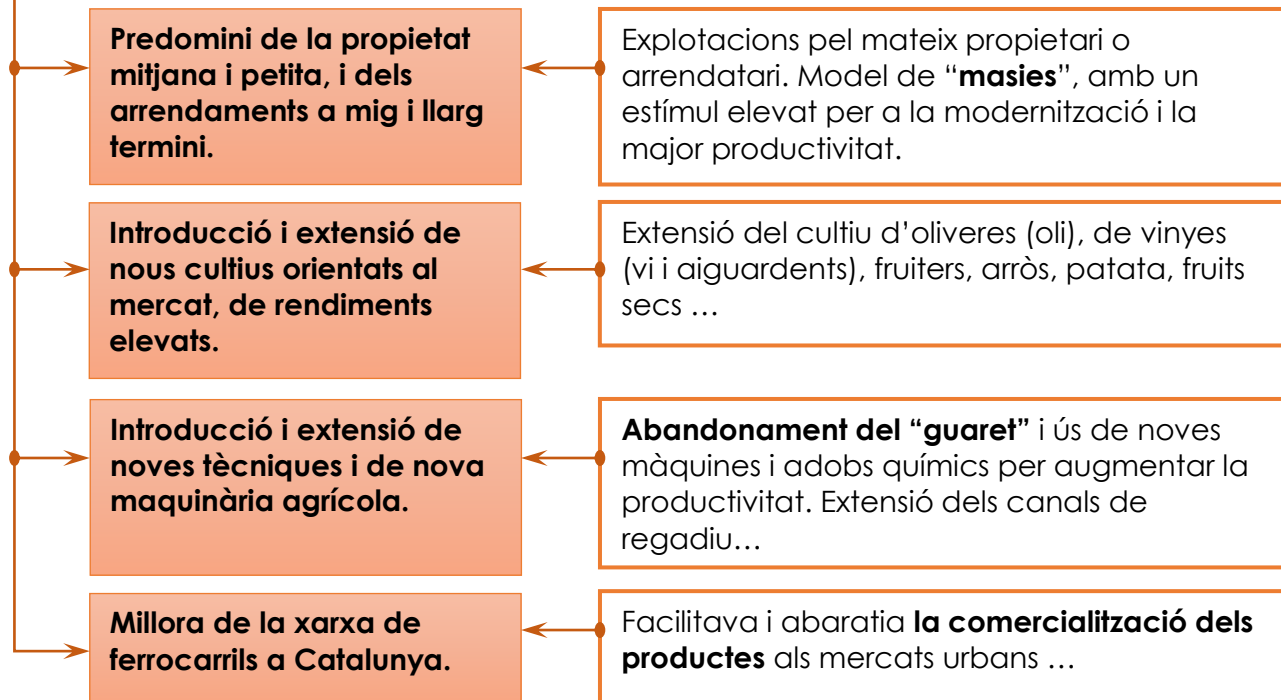 Predomini de la propietat
mitjana i petita, i dels
arrendaments a mig i llarg
termini.
Explotacions pel mateix propietari o
arrendatari. Model de “masies”, amb un
estímul elevat per a la modernització i la
major productivitat.
Introducció i extensió de
nous cultius orientats al
mercat, de rendiments
elevats.
Extensió del cultiu d’oliveres (oli), de vinyes
(vi i aiguardents), fruiters, arròs, patata, fruits
secs …
Introducció i extensió de
noves tècniques i de nova
maquinària agrícola.
Abandonament del “guaret” i ús de noves
màquines i adobs químics per augmentar la
productivitat. Extensió dels canals de
regadiu…
Millora de la xarxa de
ferrocarrils a Catalunya.
Facilitava i abaratia la comercialització dels
productes als mercats urbans …